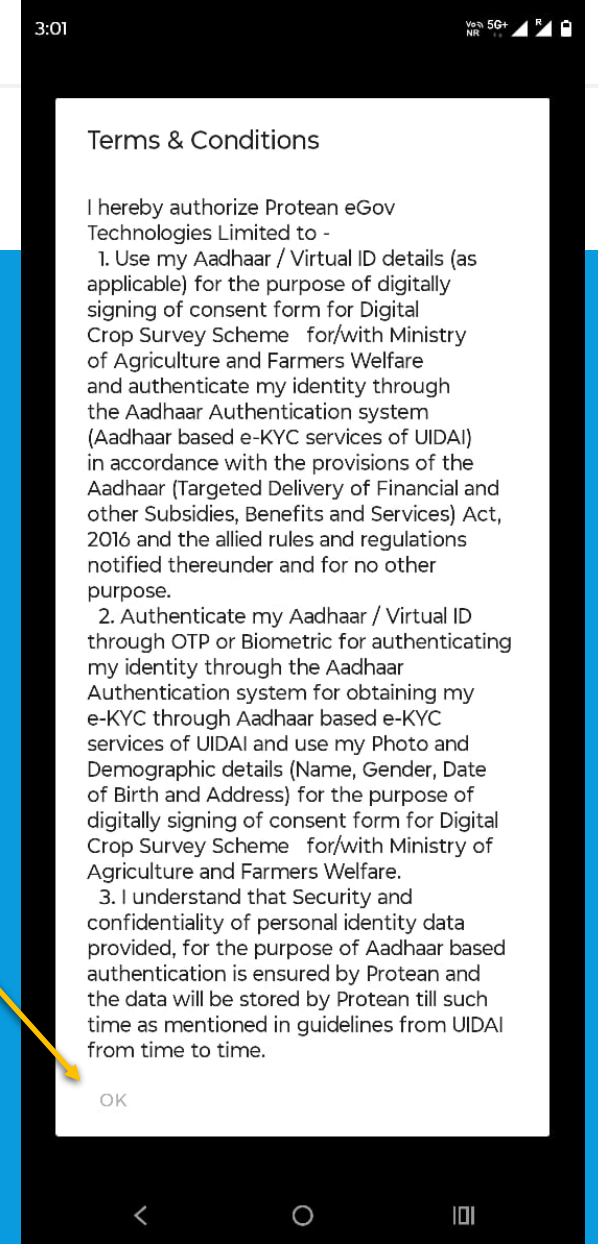 3:01
Vo NR 5G+ R
Terms & Conditions
I hereby authorize Protean eGov
Technologies Limited to -
1. Use my Aadhaar / Virtual ID details (as
applicable) for the purpose of digitally
signing of consent form for Digital
Crop Survey Scheme for/with Ministry
of Agriculture and Farmers Welfare
and authenticate my identity through
the Aadhaar Authentication system
(Aadhaar based e-KYC services of UIDAI)
in accordance with the provisions of the
Aadhaar (Targeted Delivery of Financial and
other Subsidies, Benefits and Services) Act,
2016 and the allied rules and regulations
notified thereunder and for no other
purpose.
2. Authenticate my Aadhaar / Virtual ID
through OTP or Biometric for authenticating
my identity through the Aadhaar
Authentication system for obtaining my
e-KYC through Aadhaar based e-KYC
services of UIDAI and use my Photo and
Demographic details (Name, Gender, Date
of Birth and Address) for the purpose of
digitally signing of consent form for Digital
Crop Survey Scheme for/with Ministry of
Agriculture and Farmers Welfare.
3. I understand that Security and
confidentiality of personal identity data
provided, for the purpose of Aadhaar based
authentication is ensured by Protean and
the data will be stored by Protean till such
time as mentioned in guidelines from UIDAI
from time to time.
OK